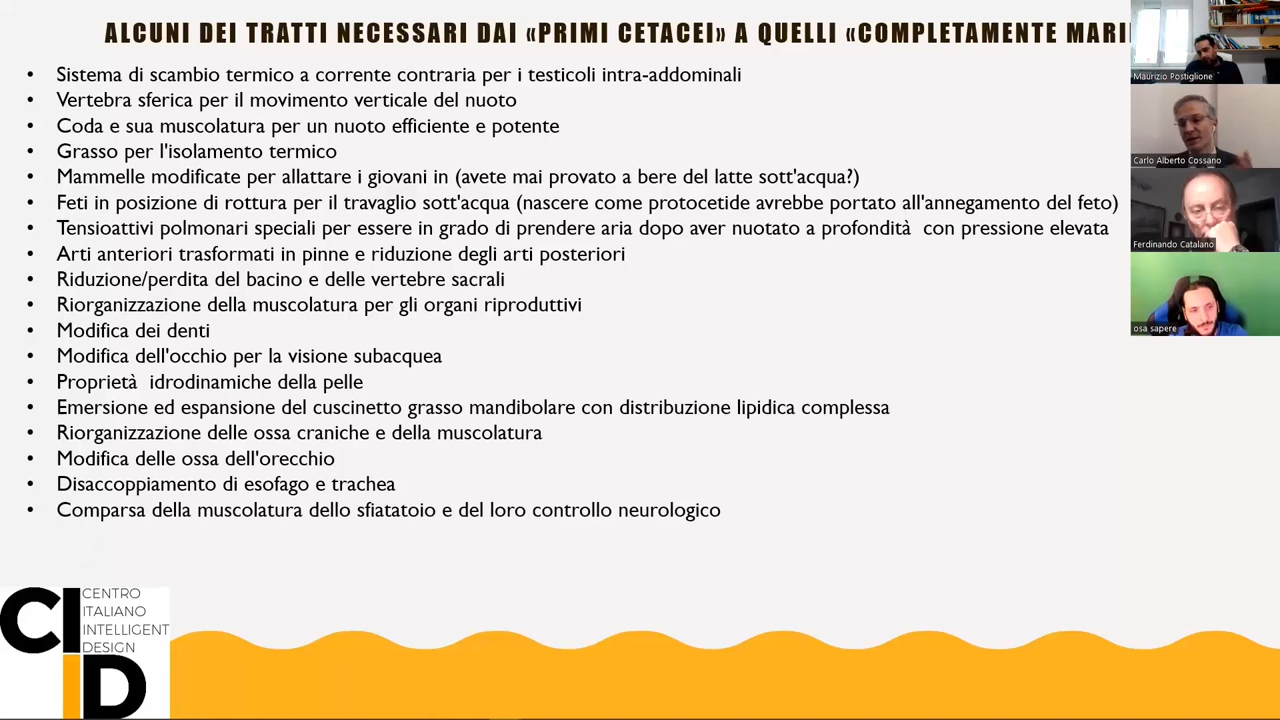 ALCUNI DEI TRATTI NECESSARI DAI «PRIMI CETACEI» A QUELLI «COMPLETAMENTE MARI
• Sistema di scambio termico a corrente contraria per i testicoli intra-addominali
• Vertebra sferica per il movimento verticale del nuoto
• Coda e sua muscolatura per un nuoto efficiente e potente
• Grasso per l'isolamento termico
• Mammelle modificate per allattare i giovani in (avete mai provato a bere del latte sott'acqua?)
• Feti in posizione di rottura per il travaglio sott'acqua (nascere come protocetide avrebbe portato all'annegamento del feto)
• Tensioattivi polmonari speciali per essere in grado di prendere aria dopo aver nuotato a profondità con pressione elevata
• Arti anteriori trasformati in pinne e riduzione degli arti posteriori
• Riduzione/perdita del bacino e delle vertebre sacrali
• Riorganizzazione della muscolatura per gli organi riproduttivi
• Modifica dei denti
• Modifica dell'occhio per la visione subacquea
• Proprietà idrodinamiche della pelle
• Emersione ed espansione del cuscinetto grasso mandibolare con distribuzione lipidica complessa
• Riorganizzazione delle ossa craniche e della muscolatura
• Modifica delle ossa dell'orecchio
• Disaccoppiamento di esofago e trachea
• Comparsa della muscolatura dello sfiatatoio e del loro controllo neurologico
Maurizio Postiglione
Carlo Alberto Cossano
Ferdinando Catalano
osa sapere
CIiD
CENTRO
ITALIANO
INTELLIGENT
DESIGN